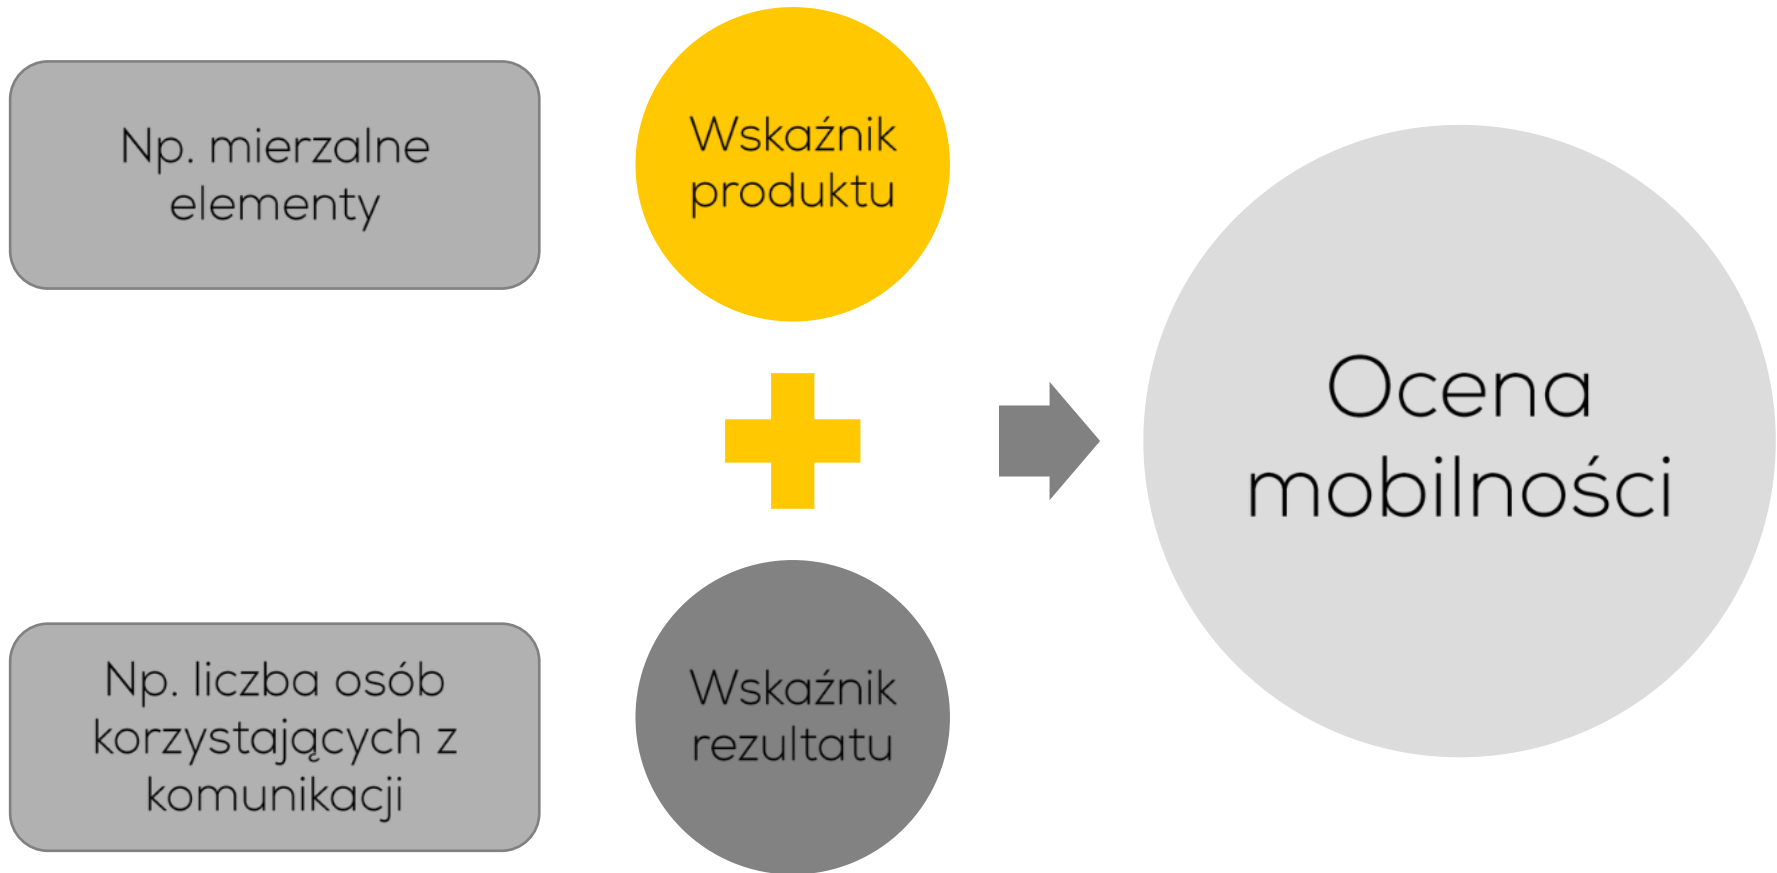 Np. mierzalne
elementy
Wskaźnik
produktu
Np. liczba osób
korzystających z
komunikacji
Wskaźnik
rezultatu
Ocena
mobilności